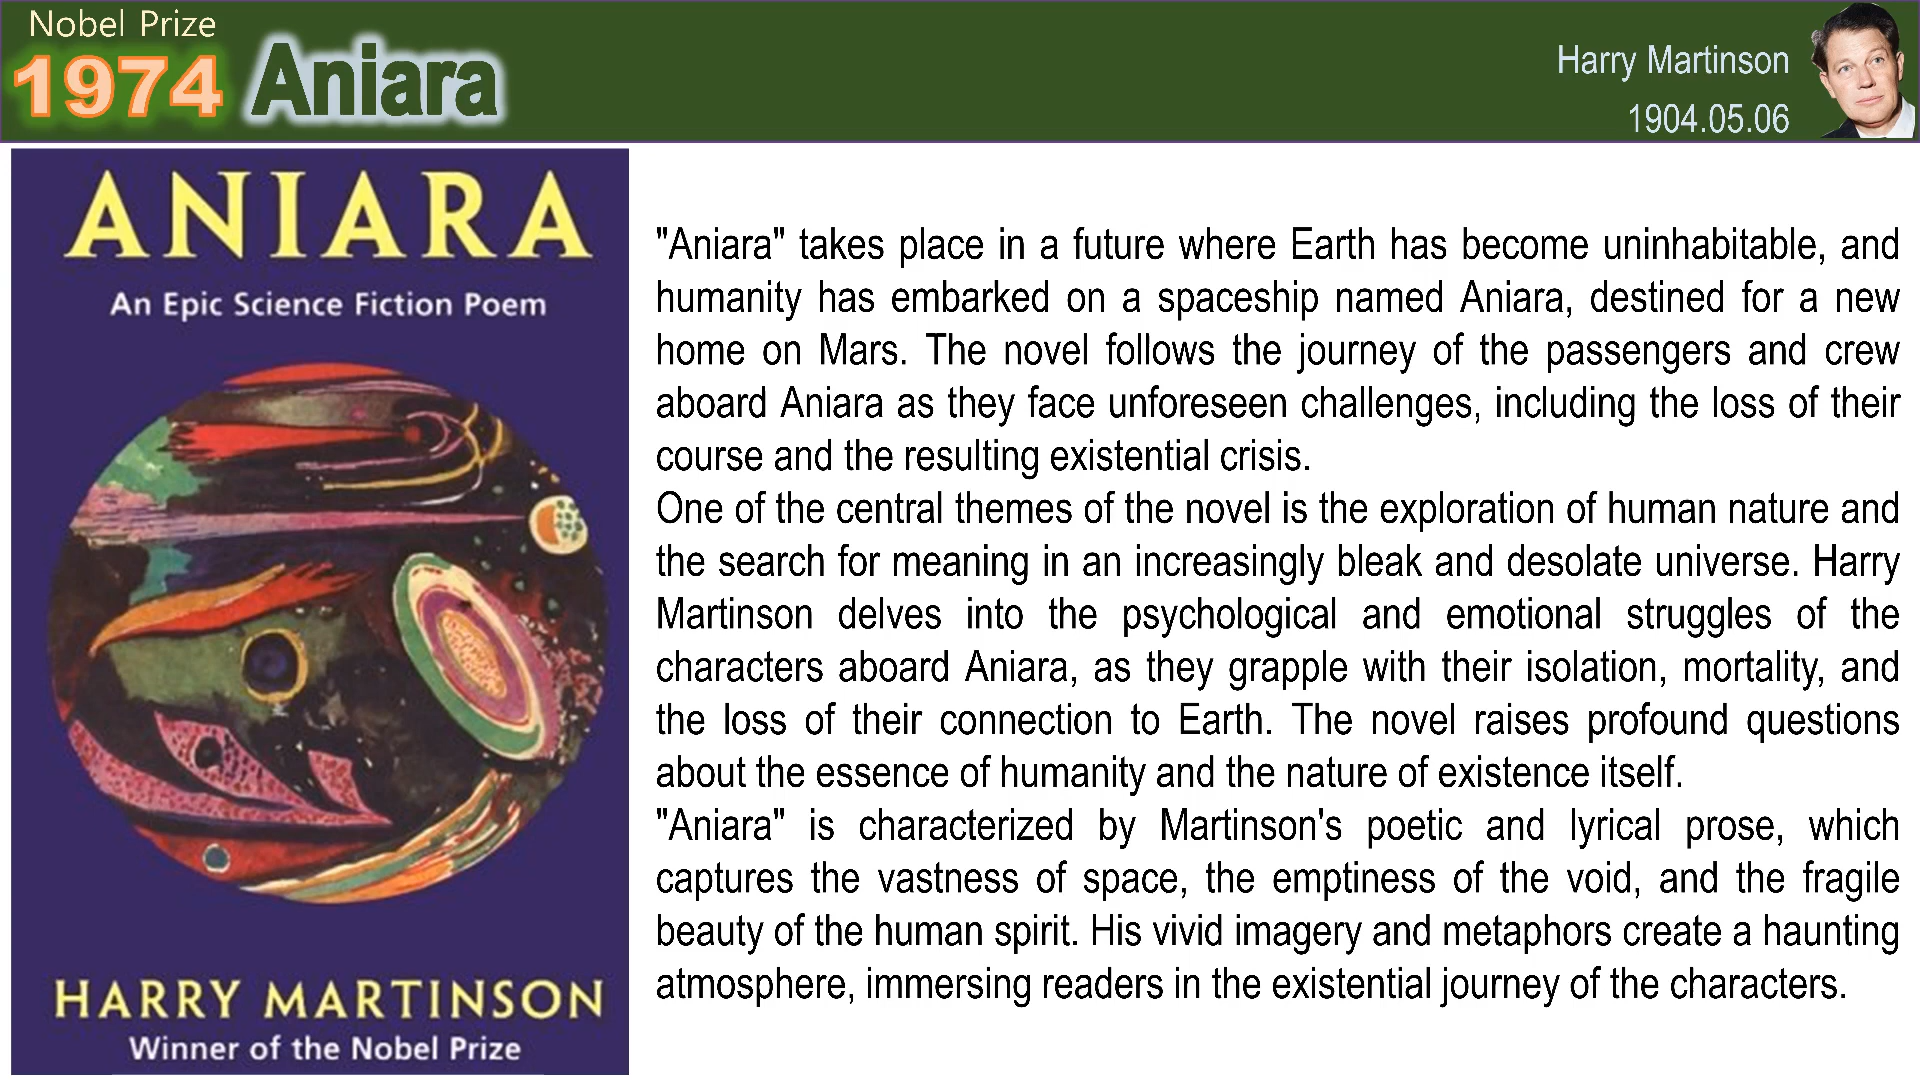 Nobel Prize
1974 Aniara
Harry Martinson
1904.05.06
ANIARA
An Epic Science Fiction Poem
HARRY MARTINSON
Winner of the Nobel Prize
"Aniara" takes place in a future where Earth has become uninhabitable, and
humanity has embarked on a spaceship named Aniara, destined for a new
home on Mars. The novel follows the journey of the passengers and crew
aboard Aniara as they face unforeseen challenges, including the loss of their
course and the resulting existential crisis.
One of the central themes of the novel is the exploration of human nature and
the search for meaning in an increasingly bleak and desolate universe. Harry
Martinson delves into the psychological and emotional struggles of the
characters aboard Aniara, as they grapple with their isolation, mortality, and
the loss of their connection to Earth. The novel raises profound questions
about the essence of humanity and the nature of existence itself.
"Aniara" is characterized by Martinson's poetic and lyrical prose, which
captures the vastness of space, the emptiness of the void, and the fragile
beauty of the human spirit. His vivid imagery and metaphors create a haunting
atmosphere, immersing readers in the existential journey of the characters.